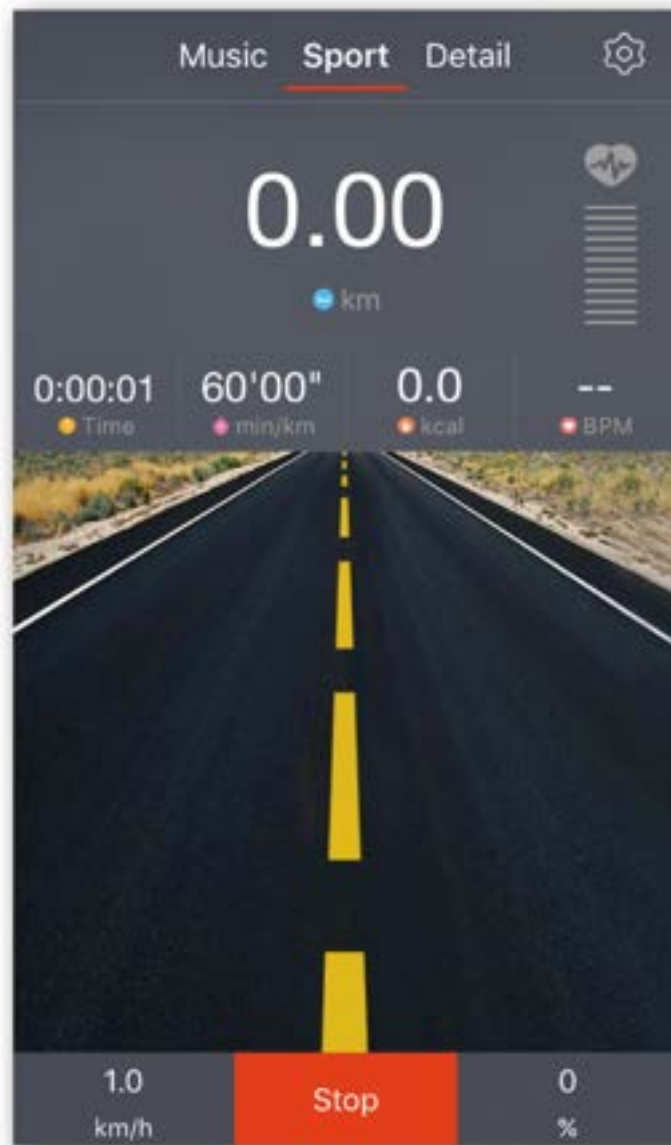 Music Sport Detail
0.00
km
0:00:01 60'00" 0.0 --
Time min/km kcal BPM
1.0 Stop 0
km/h %